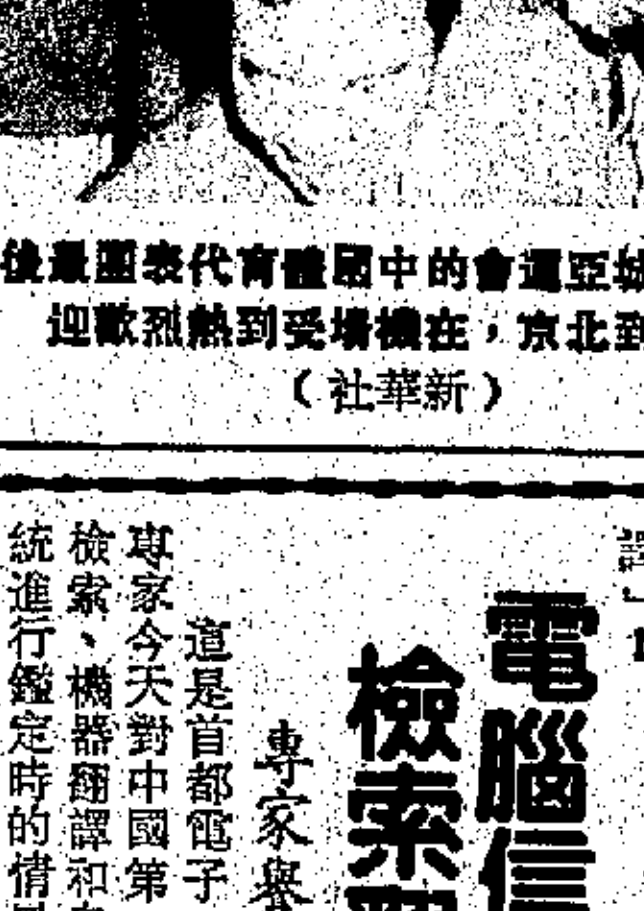 城亞運會的中國體育代表團最後
到北京，在機場受到熱烈歡迎
（新華社）
電腦信
檢索
專家譽
這是首都電子
專家今天對中國第
檢索、機器翻譯和
統進行鑑定時的情